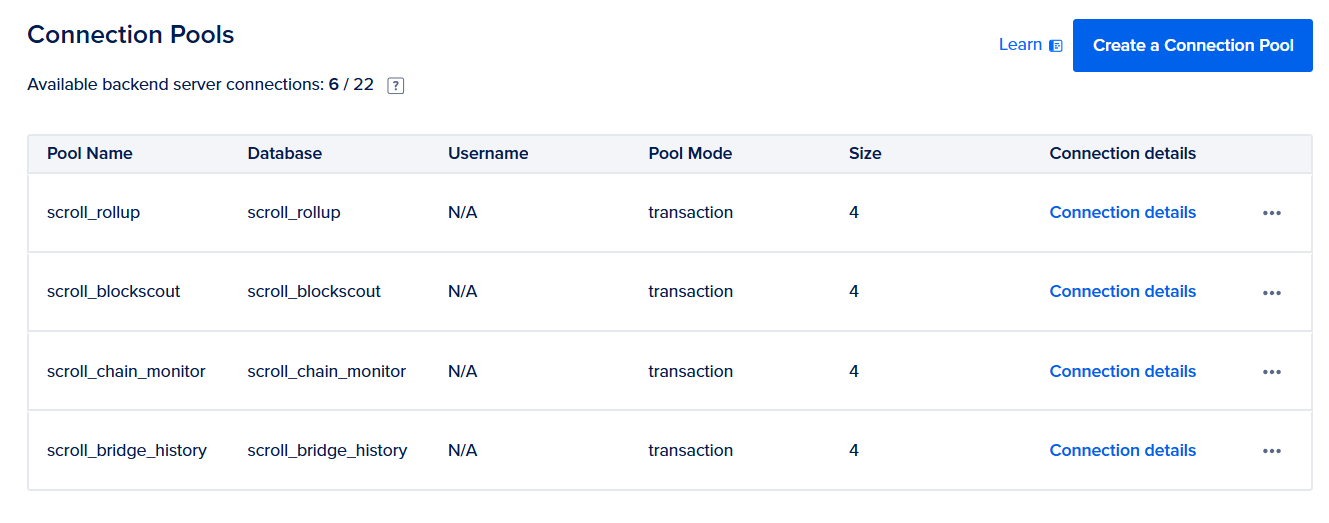 Connection Pools
Learn
Create a Connection Pool
Available backend server connections: 6 / 22 ?
Pool Name Database Username Pool Mode Size Connection details
scroll_rollup scroll_rollup N/A transaction 4 Connection details •••
scroll_blockscout scroll_blockscout N/A transaction 4 Connection details •••
scroll_chain_monitor scroll_chain_monitor N/A transaction 4 Connection details •••
scroll_bridge_history scroll_bridge_history N/A transaction 4 Connection details •••